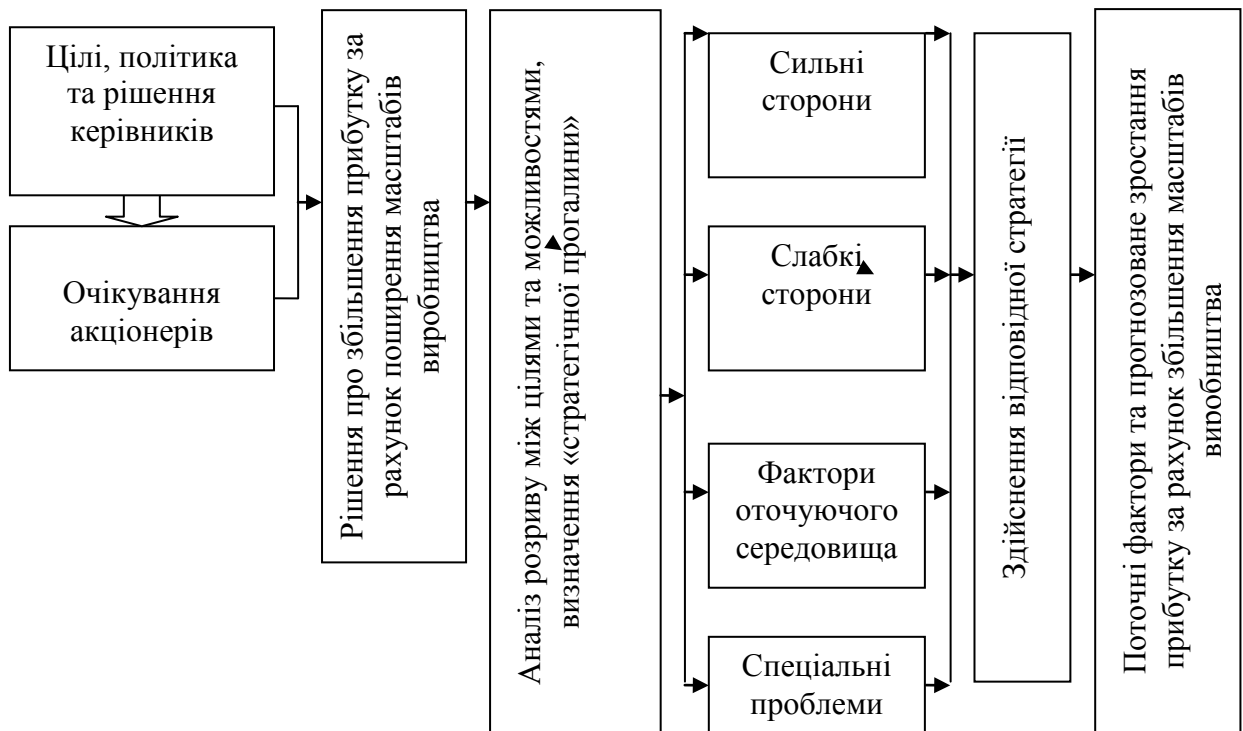 Цілі, політика
та рішення
керівників
Очікування
акціонерів
Рішення про збільшення прибутку за
рахунок поширення масштабів
виробництва
Аналіз розриву між цілями та можливостями,
визначення «стратегічної прогалини»
Сильні
сторони
Слабкі
сторони
Фактори
оточуючого
середовища
Спеціальні
проблеми
Здійснення відповідної стратегії
Поточні фактори та прогнозоване зростання
прибутку за рахунок збільшення масштабів
виробництва